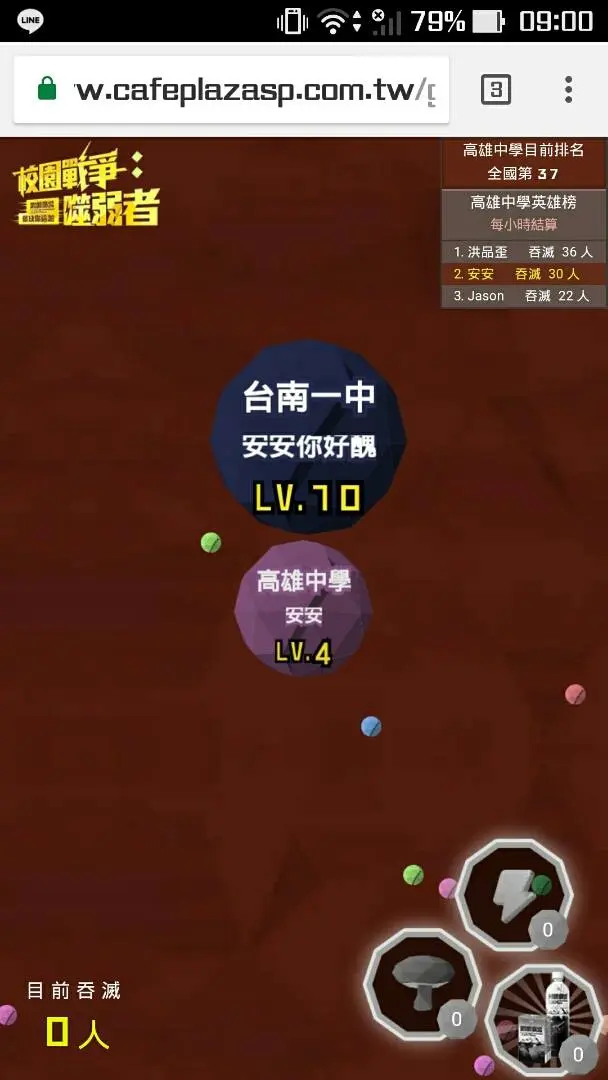 LINE
79% 09:00
w.cafeplazasp.com.tw/g
3
校園戰爭：
噬弱者
高雄中學目前排名
全國第 37
高雄中學英雄榜
每小時結算
1. 洪品歪 吞滅 36 人
2. 安安 吞滅 30 人
3. Jason 吞滅 22 人
台南一中
安安你好醜
LV.10
高雄中學
安安
LV.4
0
0
0
目前吞滅
0人